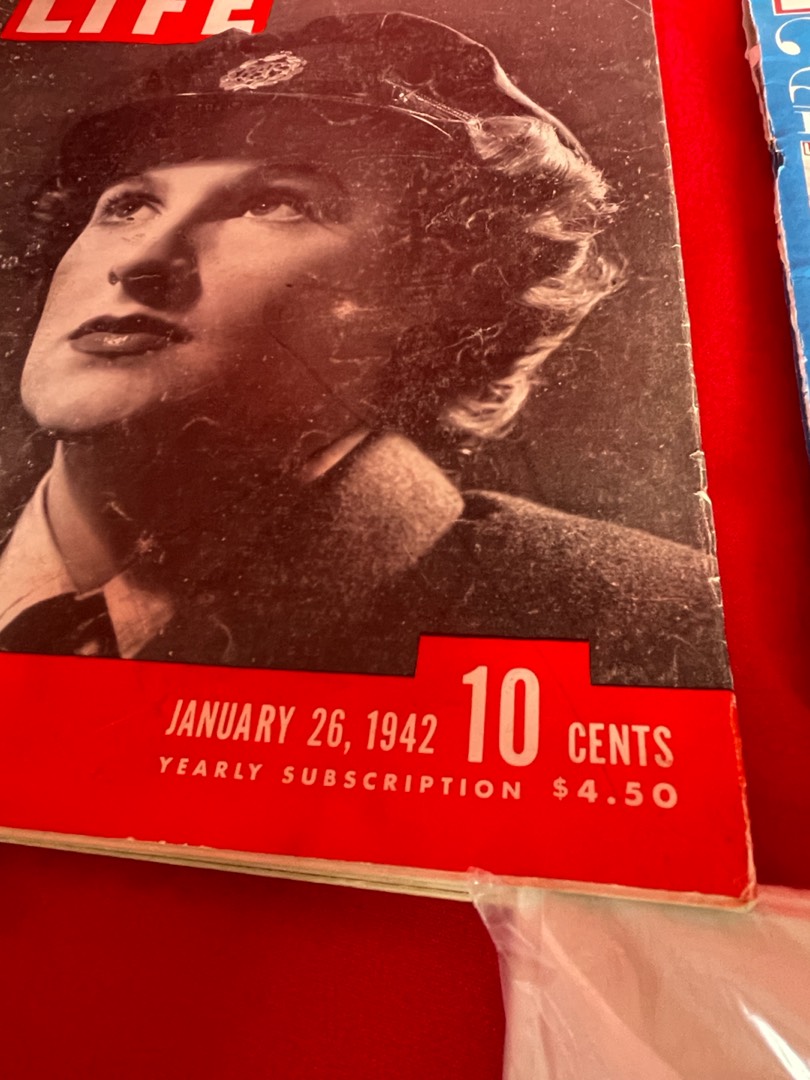 LIFE
JANUARY 26, 1942 10 CENTS
YEARLY SUBSCRIPTION $4.50